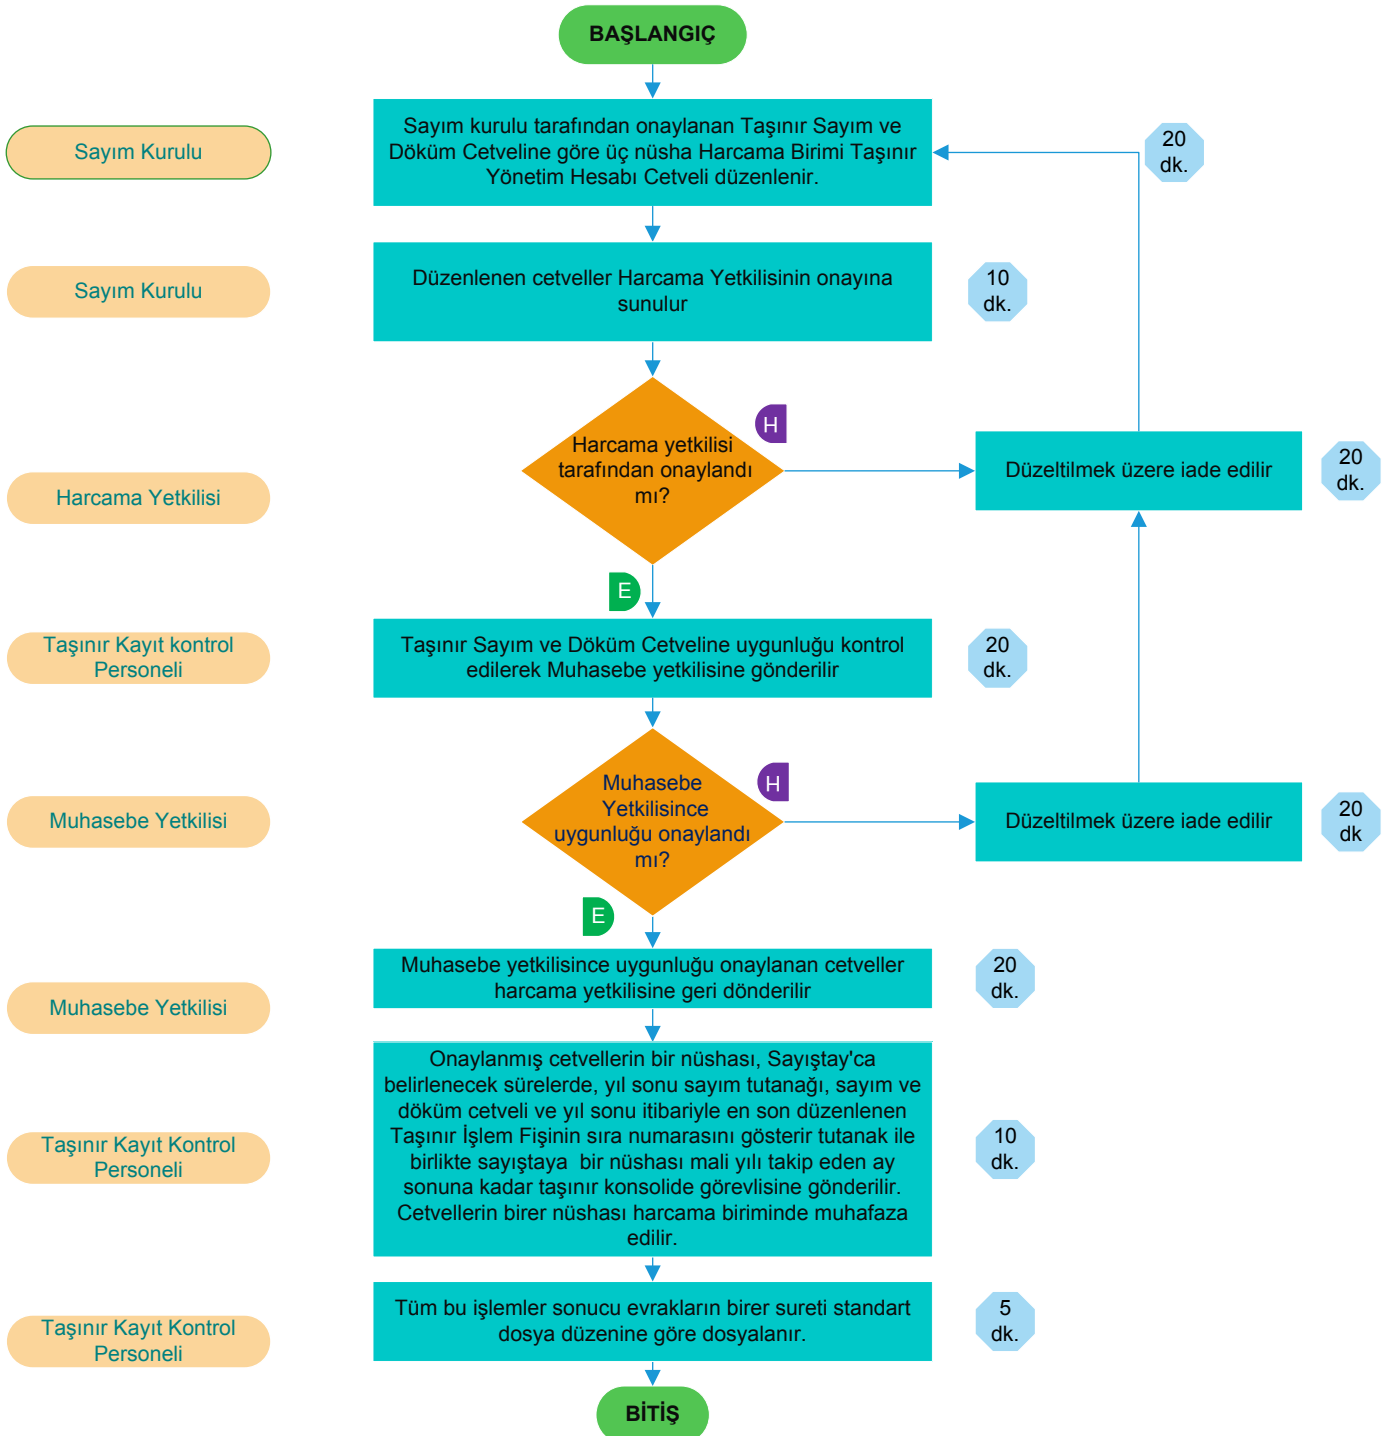 BAŞLANGIÇ
Sayım Kurulu
Sayım kurulu tarafından onaylanan Taşınır Sayım ve
Döküm Cetveline göre üç nüsha Harcama Birimi Taşınır
Yönetim Hesabı Cetveli düzenlenir.
20
dk.
Sayım Kurulu
Düzenlenen cetveller Harcama Yetkilisinin onayına
sunulur
10
dk.
Harcama Yetkilisi
Harcama yetkilisi
tarafından onaylandı
mı?
H
Düzeltilmek üzere iade edilir
20
dk.
E
Taşınır Kayıt kontrol
Personeli
Taşınır Sayım ve Döküm Cetveline uygunluğu kontrol
edilerek Muhasebe yetkilisine gönderilir
20
dk.
Muhasebe Yetkilisi
Muhasebe
Yetkilisince
uygunluğu onaylandı
mı?
H
Düzeltilmek üzere iade edilir
20
dk
E
Muhasebe Yetkilisi
Muhasebe yetkilisince uygunluğu onaylanan cetveller
harcama yetkilisine geri dönderilir
20
dk.
Taşınır Kayıt Kontrol
Personeli
Onaylanmış cetvellerin bir nüshası, Sayıştay'ca
belirlenecek sürelerde, yıl sonu sayım tutanağı, sayım ve
döküm cetveli ve yıl sonu itibariyle en son düzenlenen
Taşınır İşlem Fişinin sıra numarasını gösterir tutanak ile
birlikte sayıştaya  bir nüshası mali yılı takip eden ay
sonuna kadar taşınır konsolide görevlisine gönderilir.
Cetvellerin birer nüshası harcama biriminde muhafaza
edilir.
10
dk.
Taşınır Kayıt Kontrol
Personeli
Tüm bu işlemler sonucu evrakların birer sureti standart
dosya düzenine göre dosyalanır.
5
dk.
BİTİŞ